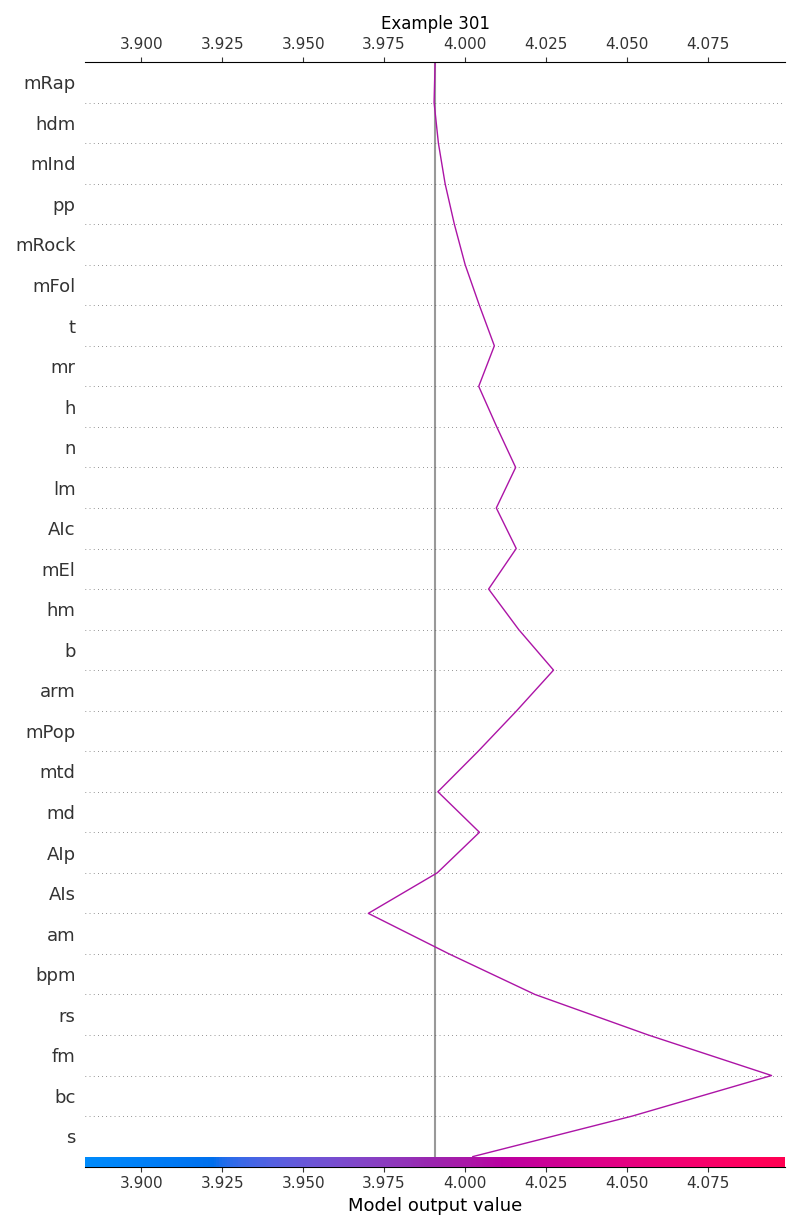 Example 301
3.900 3.925 3.950 3.975 4.000 4.025 4.050 4.075
mRap
hdm
mInd
pp
mRock
mFol
t
mr
h
n
lm
AIc
mEl
hm
b
arm
mPop
mtd
md
AIp
AIs
am
bpm
rs
fm
bc
s
3.900 3.925 3.950 3.975 4.000 4.025 4.050 4.075
Model output value